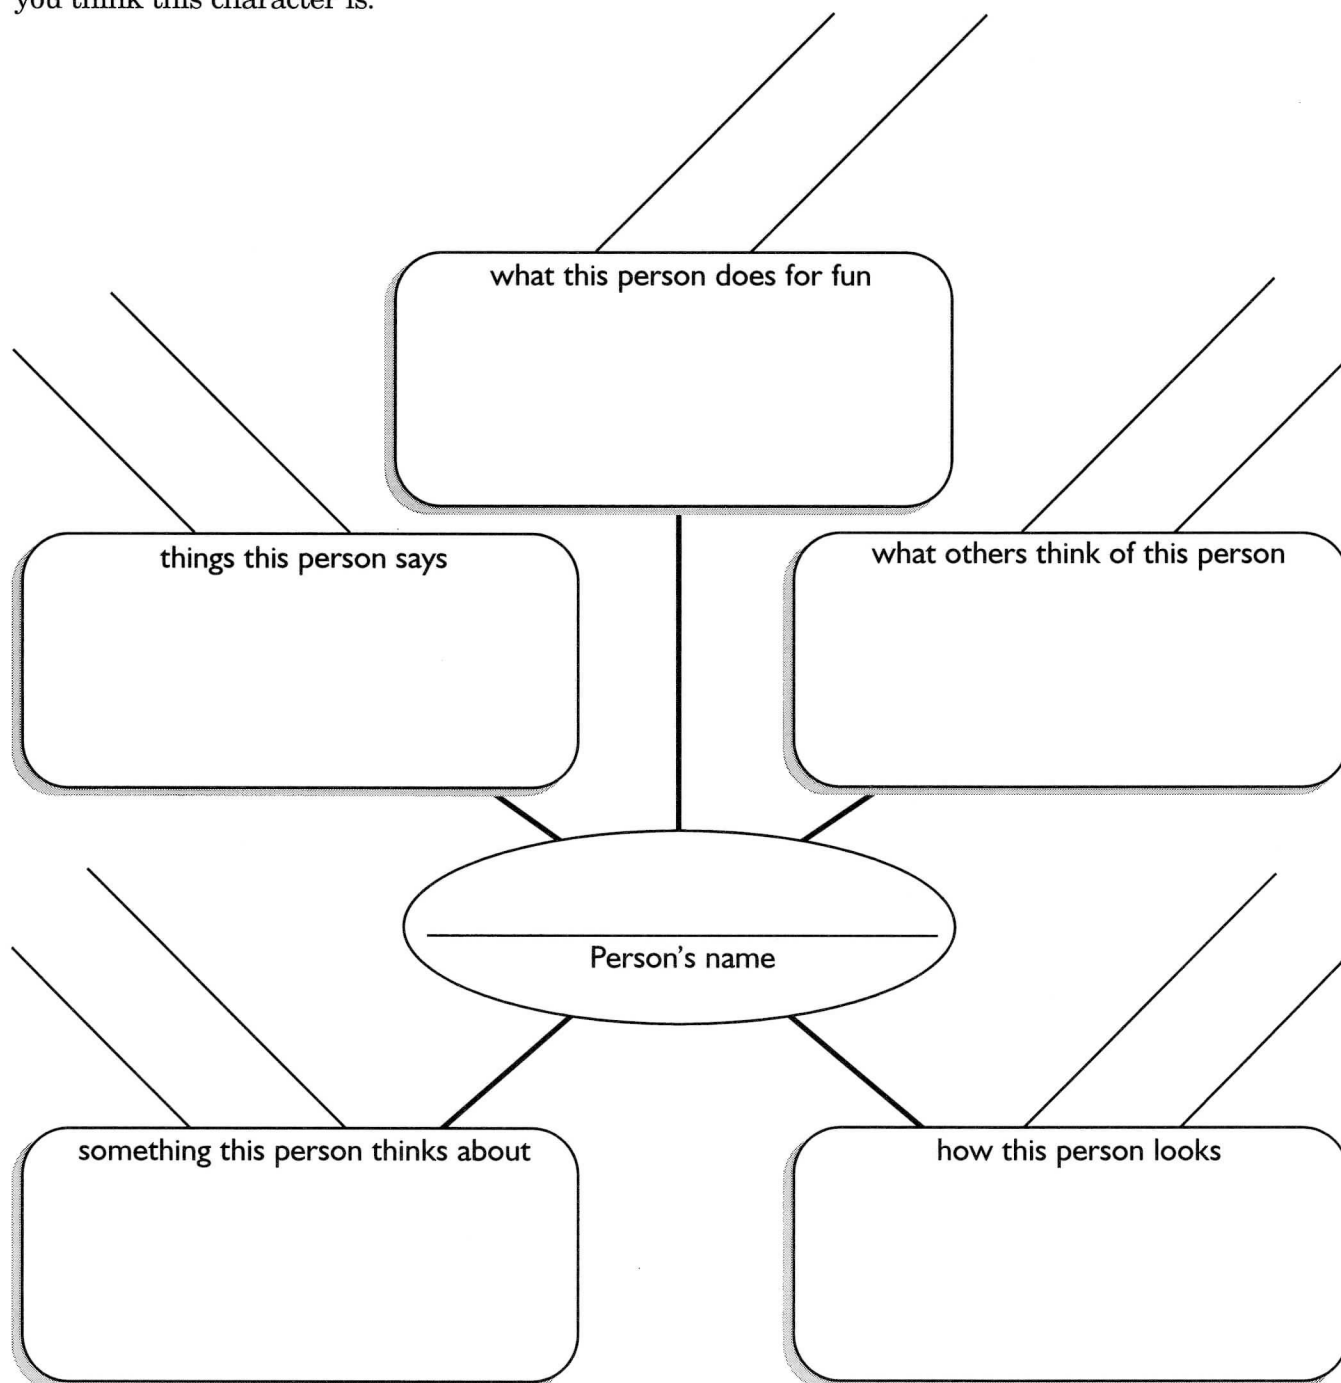 you think this character is.
what this person does for fun
things this person says
what others think of this person
Person's name
something this person thinks about
how this person looks